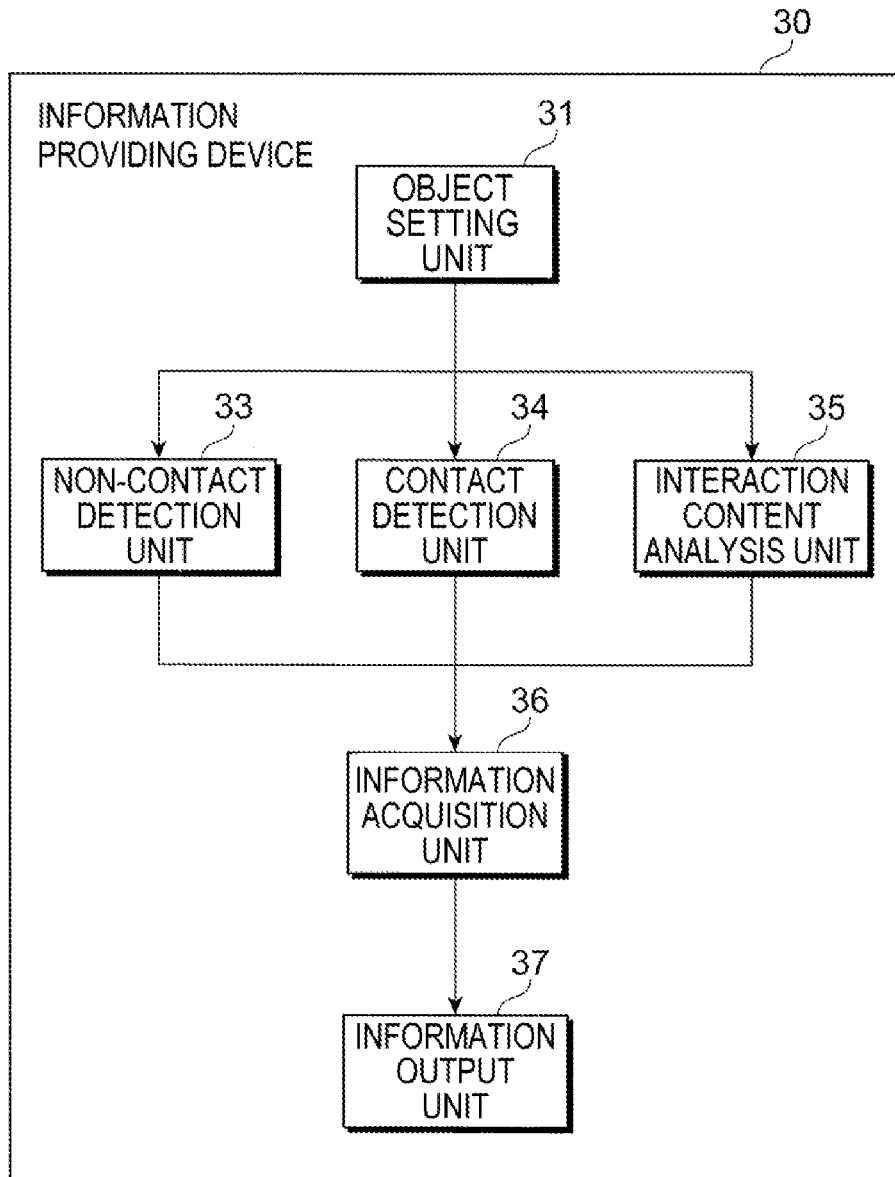 30
INFORMATION
PROVIDING DEVICE
31
OBJECT
SETTING
UNIT
33
NON-CONTACT
DETECTION
UNIT
34
CONTACT
DETECTION
UNIT
35
INTERACTION
CONTENT
ANALYSIS UNIT
36
INFORMATION
ACQUISITION
UNIT
37
INFORMATION
OUTPUT
UNIT